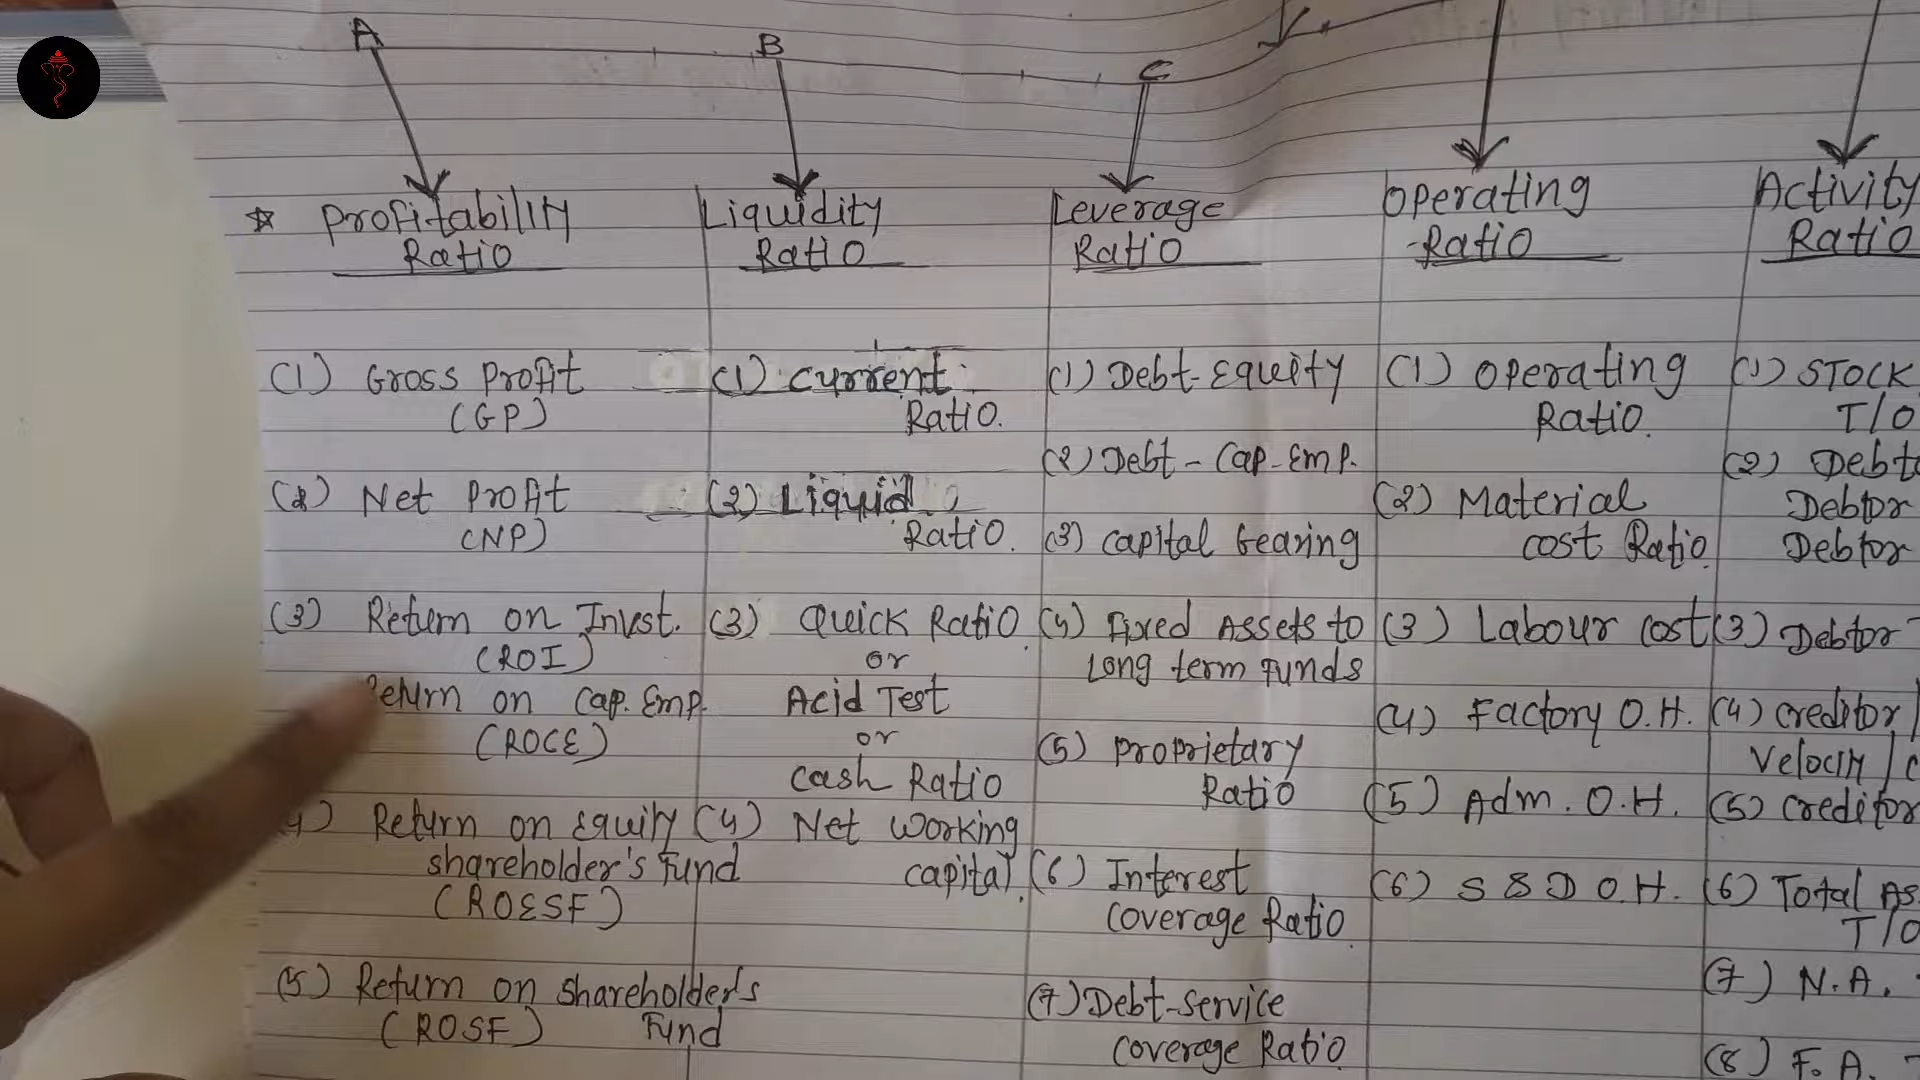 A
B
C
☆ Profitability
Ratio
(1) Gross Profit
(GP)
(2) Net Profit
(NP)
(3) Return on Invst.
(ROI)
Return on Cap. Emp.
(ROCE)
(4) Return on Equity
shareholder's Fund
(ROESF)
(5) Return on shareholder's
(ROSF) Fund
Liquidity
Ratio
(1) Current
Ratio.
(2) Liquid
Ratio.
(3) Quick Ratio
or
Acid Test
or
Cash Ratio
(4) Net Working
capital.
Leverage
Ratio
(1) Debt-Equity
(2) Debt - Cap-Emp.
(3) Capital Gearing
(4) Fixed Assets to
Long term Funds
(5) Proprietary
Ratio
(6) Interest
Coverage Ratio.
(7) Debt-Service
Coverage Ratio.
Operating
Ratio
(1) Operating
Ratio.
(2) Material
Cost Ratio.
(3) Labour Cost
(4) Factory O.H.
(5) Adm. O.H.
(6) S & D O.H.
Activity
Ratio
(1) STOCK
T/O
(2)
Debtor
Debtor
(3) Debtor
(4) Creditor /
Velocity /
(5) Creditor
(6) Total
T/O
(7) N.A.
(8) F. A.